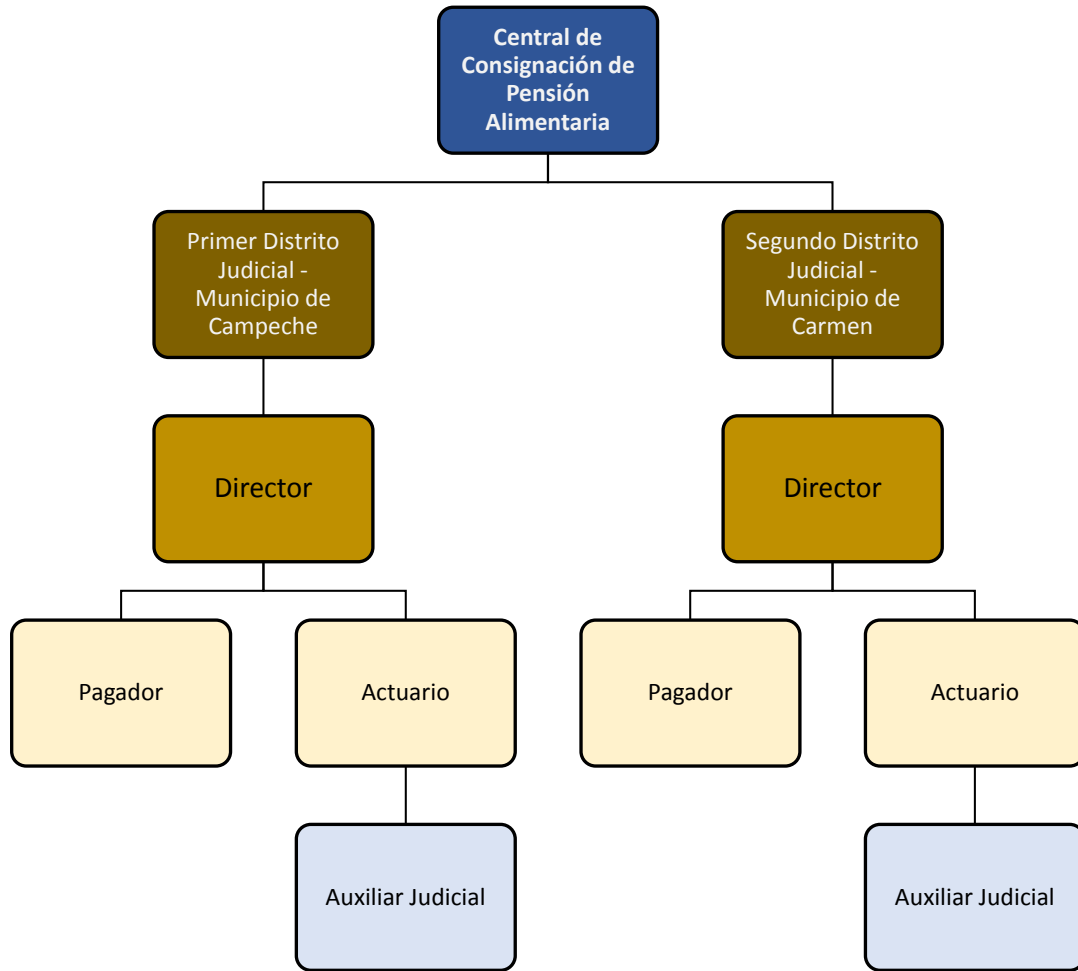 Central de
Consignación de
Pensión
Alimentaria
Primer Distrito
Judicial -
Municipio de
Campeche
Segundo Distrito
Judicial -
Municipio de
Carmen
Director
Director
Pagador
Actuario
Pagador
Actuario
Auxiliar Judicial
Auxiliar Judicial